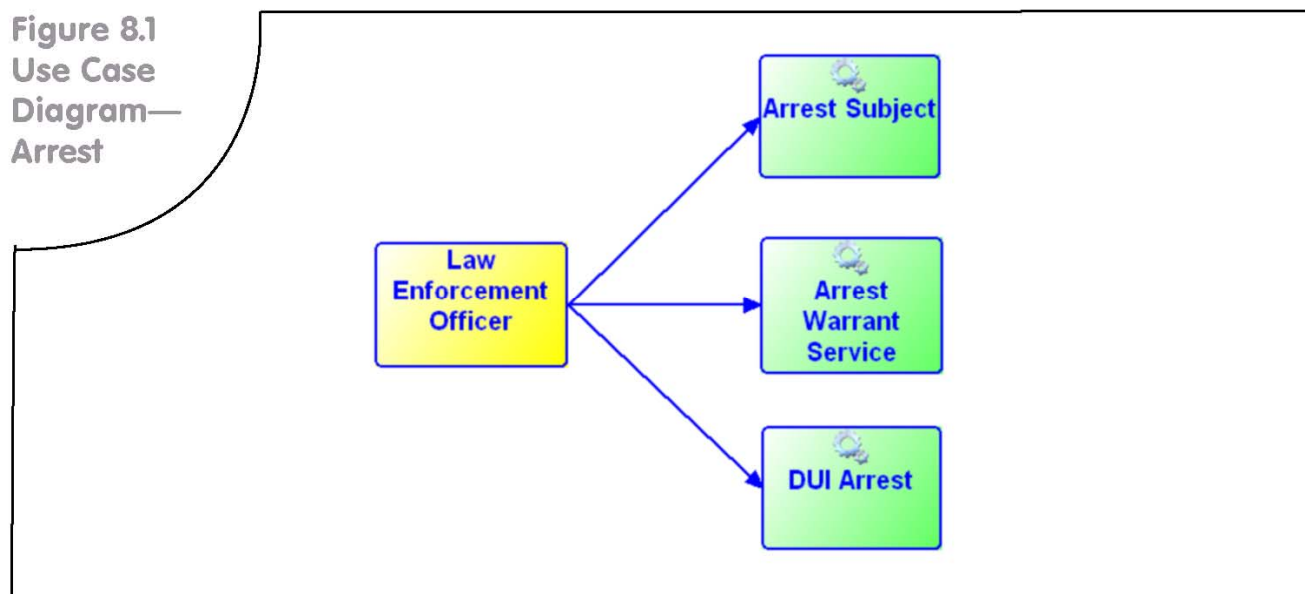 Figure 8.1
Use Case
Diagram—
Arrest
Arrest Subject
Law
Enforcement
Officer
Arrest
Warrant
Service
DUI Arrest